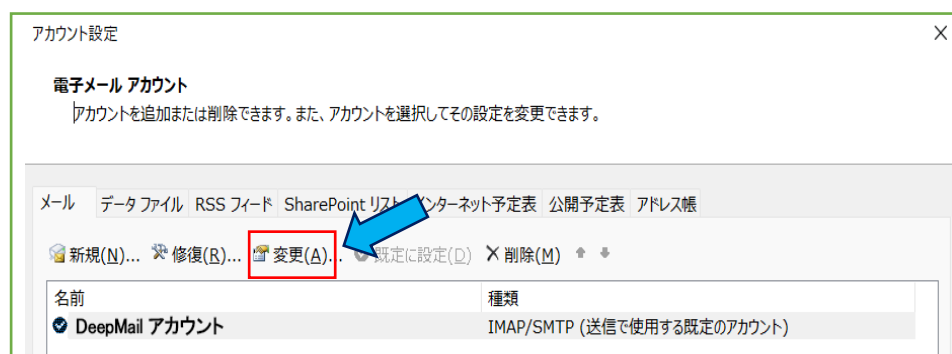 アカウント設定
電子メール アカウント
アカウントを追加または削除できます。また、アカウントを選択してその設定を変更できます。
メール データ ファイル RSS フィード SharePoint リスト インターネット予定表 公開予定表 アドレス帳
新規(N)... 修復(R)... 変更(A)... 既定に設定(D) 削除(M)
名前 種類
DeepMail アカウント IMAP/SMTP (送信で使用する既定のアカウント)